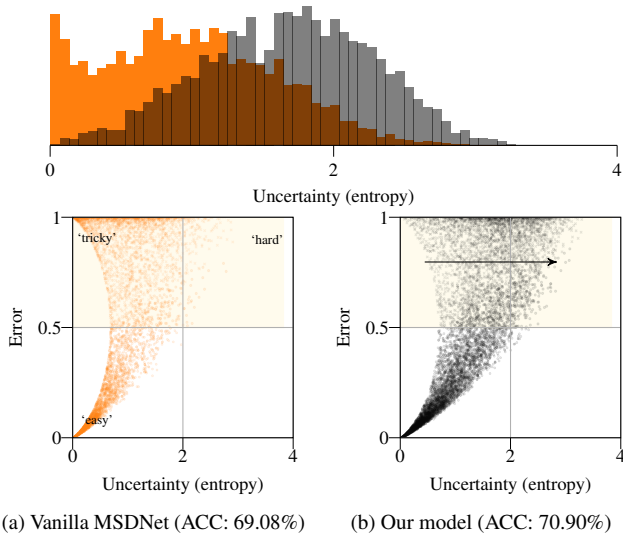 0 2 4
Uncertainty (entropy)
1
0.5
0
Error
‘tricky’
‘hard’
‘easy’
0 2 4
Uncertainty (entropy)
(a) Vanilla MSDNet (ACC: 69.08%)
1
0.5
0
Error
0 2 4
Uncertainty (entropy)
(b) Our model (ACC: 70.90%)